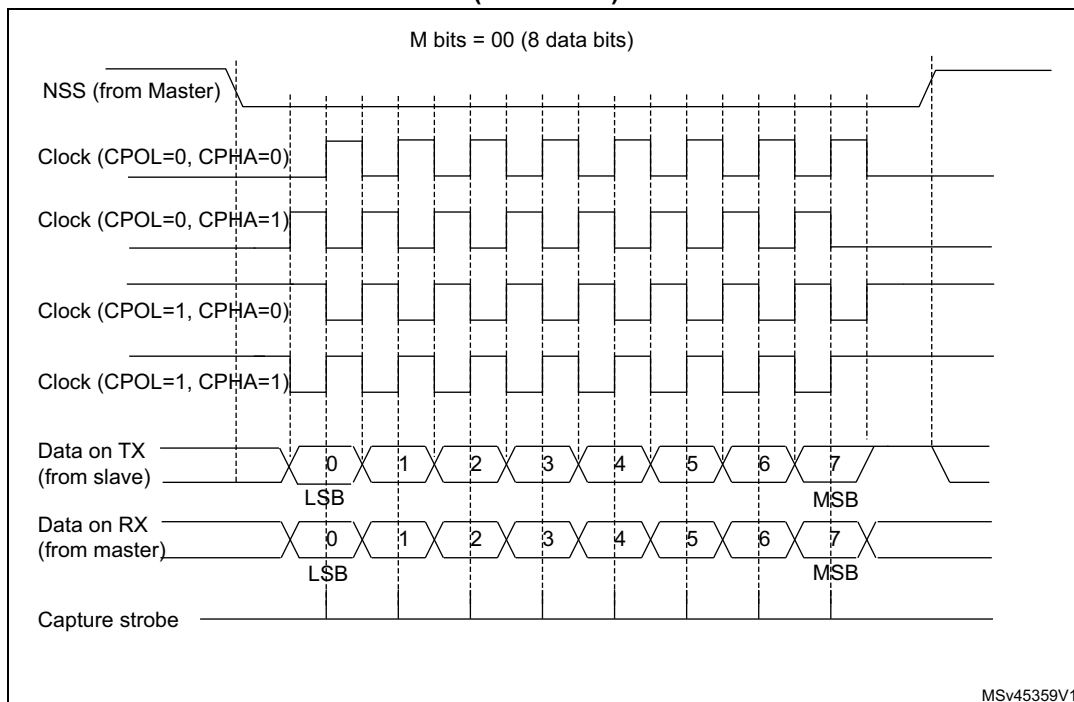 M bits = 00 (8 data bits)
NSS (from Master)
Clock (CPOL=0, CPHA=0)
Clock (CPOL=0, CPHA=1)
Clock (CPOL=1, CPHA=0)
Clock (CPOL=1, CPHA=1)
Data on TX
(from slave)
0 1 2 3 4 5 6 7
LSB MSB
Data on RX
(from master)
0 1 2 3 4 5 6 7
LSB MSB
Capture strobe
MSv45359V1